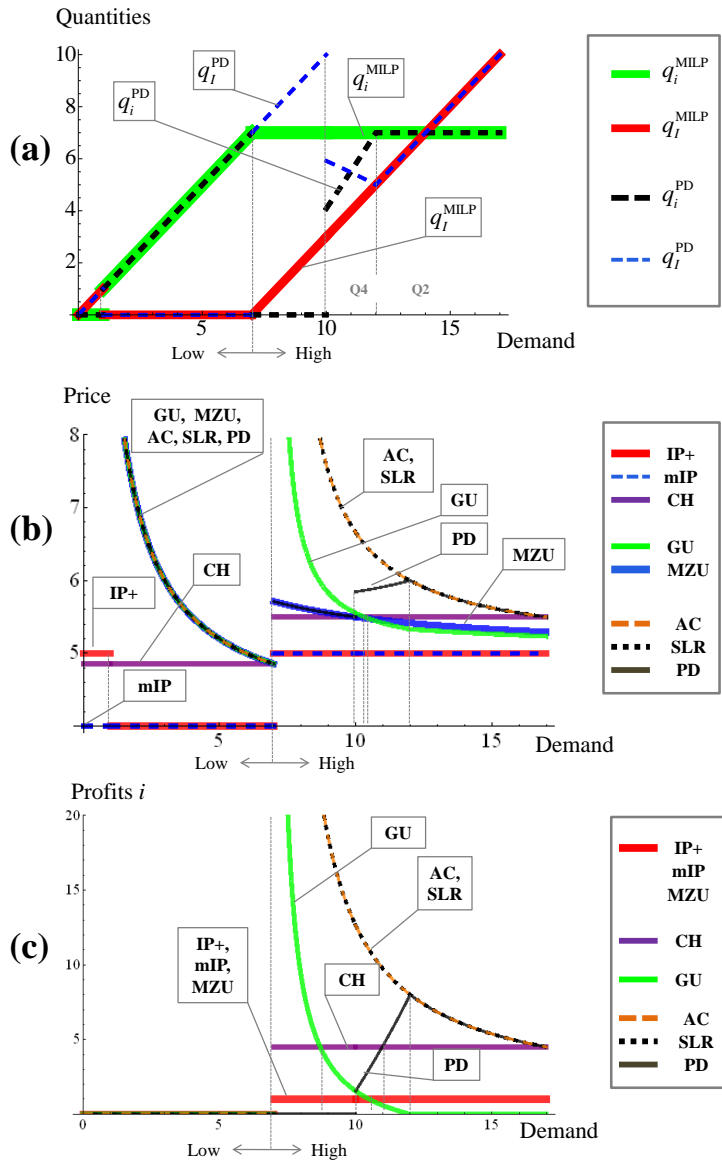 Quantities
10
8
6
4
2
5
10
15
Demand
Low
High
(a)
q_I^PD
q_i^PD
q_i^MILP
q_I^MILP
Q4
Q2
q_i^MILP
q_I^MILP
q_i^PD
q_I^PD
Price
8
7
6
5
5
10
15
Demand
Low
High
(b)
GU, MZU,
AC, SLR, PD
CH
IP+
mIP
AC,
SLR
GU
PD
MZU
IP+
mIP
CH
GU
MZU
AC
SLR
PD
Profits i
20
15
10
5
0
5
10
15
Demand
Low
High
(c)
GU
AC,
SLR
IP+,
mIP,
MZU
CH
PD
IP+
mIP
MZU
CH
GU
AC
SLR
PD